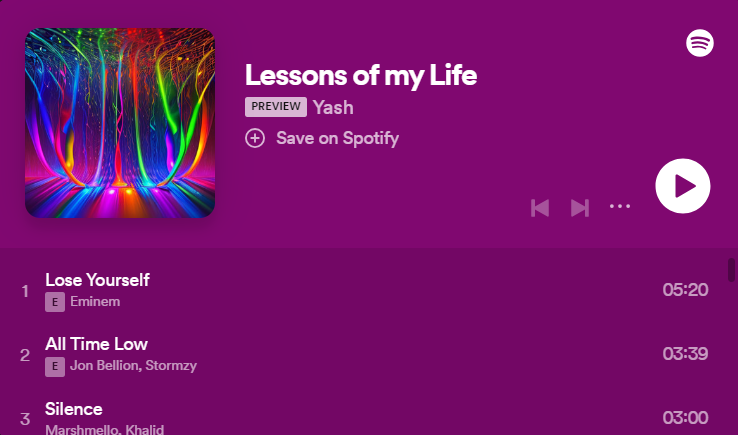 Lessons of my Life
PREVIEW Yash
Save on Spotify
1 Lose Yourself 05:20
E Eminem
2 All Time Low 03:39
E Jon Bellion, Stormzy
3 Silence 03:00
Marshmello, Khalid